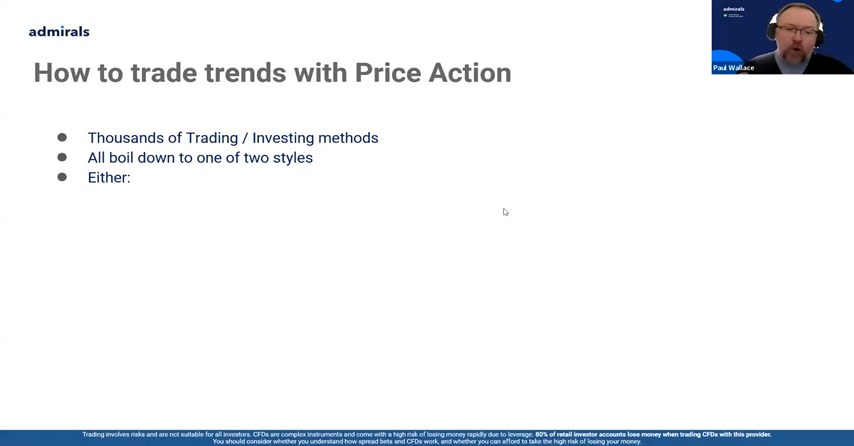 admirals
admirals
How to trade trends with Price Action
Paul Wallace
Thousands of Trading / Investing methods
All boil down to one of two styles
Either:
Trading involves risks and are not suitable for all investors. CFDs are complex instruments and come with a high risk of losing money rapidly due to leverage. 80% of retail investor accounts lose money when trading CFDs with this provider.
You should consider whether you understand how spread bets and CFDs work, and whether you can afford to take the high risk of losing your money.